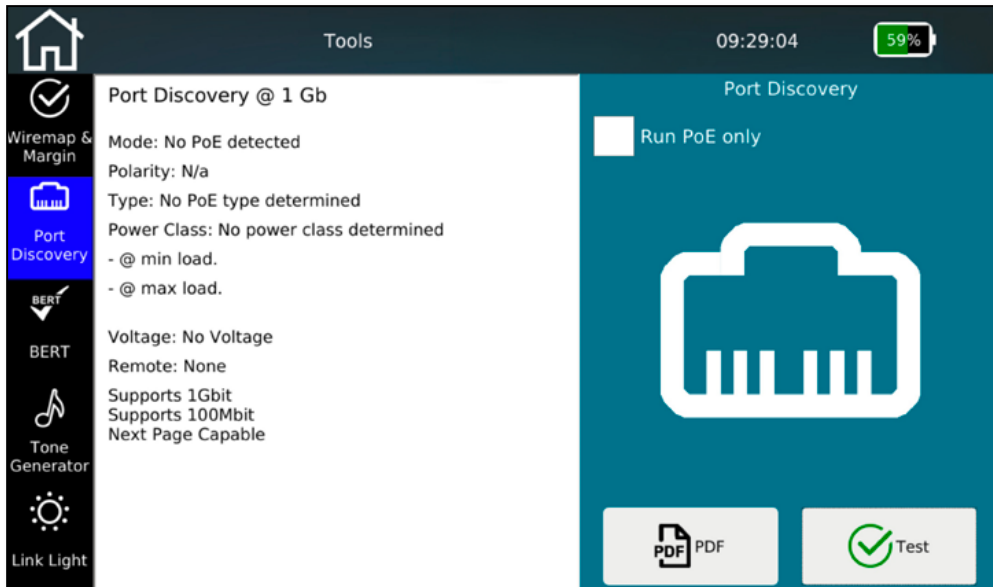 Tools
09:29:04
59%
Wiremap &
Margin
Port
Discovery
BERT
BERT
Tone
Generator
Link Light
Port Discovery @ 1 Gb
Mode: No PoE detected
Polarity: N/a
Type: No PoE type determined
Power Class: No power class determined
- @ min load.
- @ max load.
Voltage: No Voltage
Remote: None
Supports 1Gbit
Supports 100Mbit
Next Page Capable
Port Discovery
Run PoE only
PDF
PDF
Test